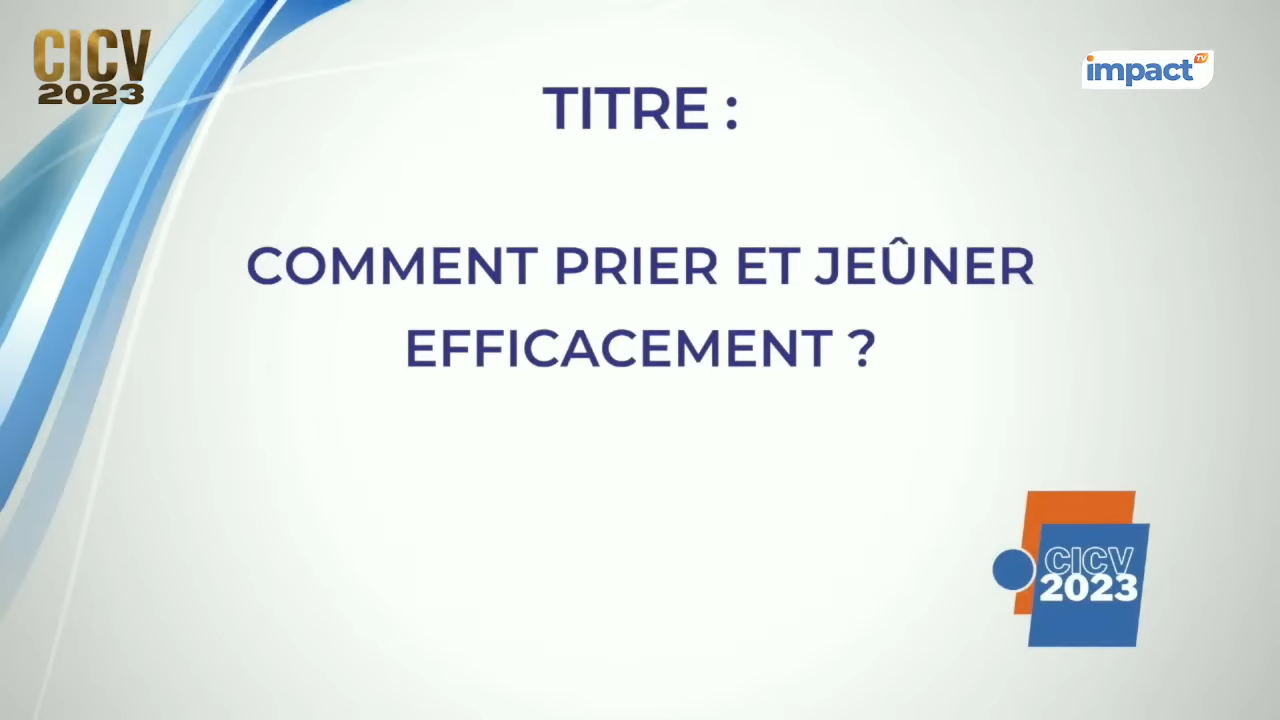 CICV
2023
impact TV
TITRE :
COMMENT PRIER ET JEÛNER
EFFICACEMENT ?
CICV
2023